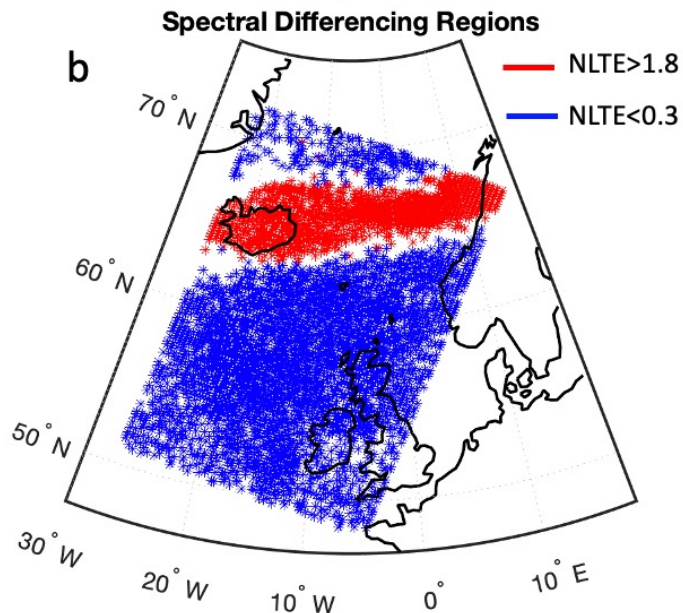 Spectral Differencing Regions
b
NLTE>1.8
NLTE<0.3
70°N
60°N
50°N
30°W
20°W
10°W
0°
10°E